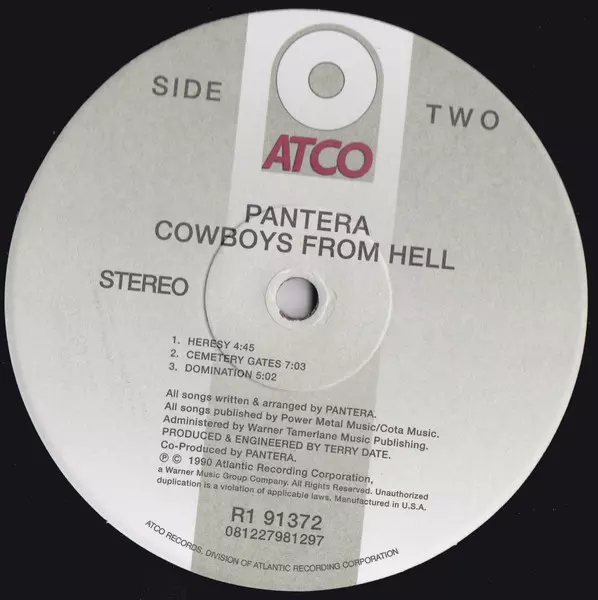 SIDE
TWO
ATCO
PANTERA
COWBOYS FROM HELL
STEREO
1. HERESY 4:45
2. CEMETERY GATES 7:03
3. DOMINATION 5:02
All songs written & arranged by PANTERA.
All songs published by Power Metal Music/Cota Music.
Administered by Warner Tamerlane Music Publishing.
PRODUCED & ENGINEERED BY TERRY DATE.
Co-Produced by PANTERA.
℗ © 1990 Atlantic Recording Corporation,
a Warner Music Group Company. All Rights Reserved. Unauthorized
duplication is a violation of applicable laws. Manufactured in U.S.A.
R1 91372
081227981297
ATCO RECORDS, DIVISION OF ATLANTIC RECORDING CORPORATION